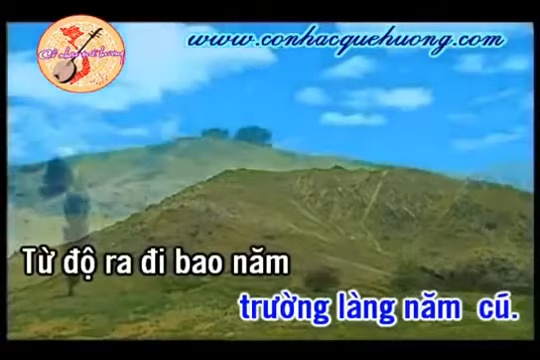 www.conhacquehuong.com
Từ độ ra đi bao năm
trường làng năm cũ.